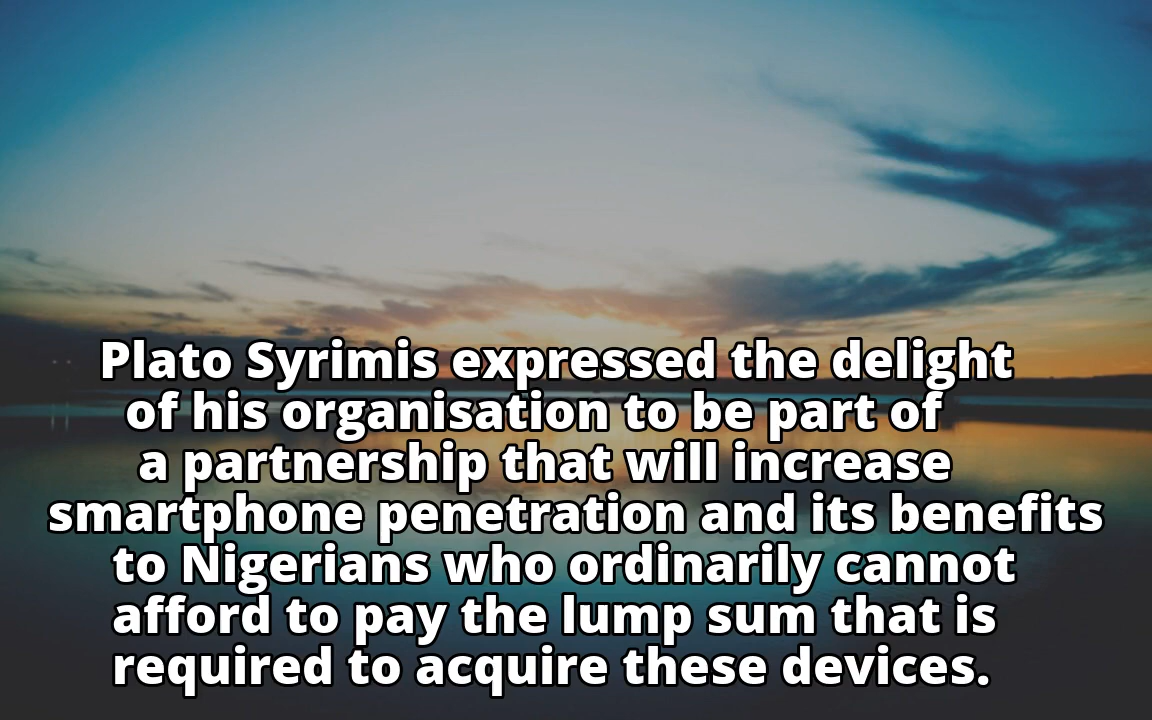 Plato Syrimis expressed the delight
of his organisation to be part of
a partnership that will increase
smartphone penetration and its benefits
to Nigerians who ordinarily cannot
afford to pay the lump sum that is
required to acquire these devices.